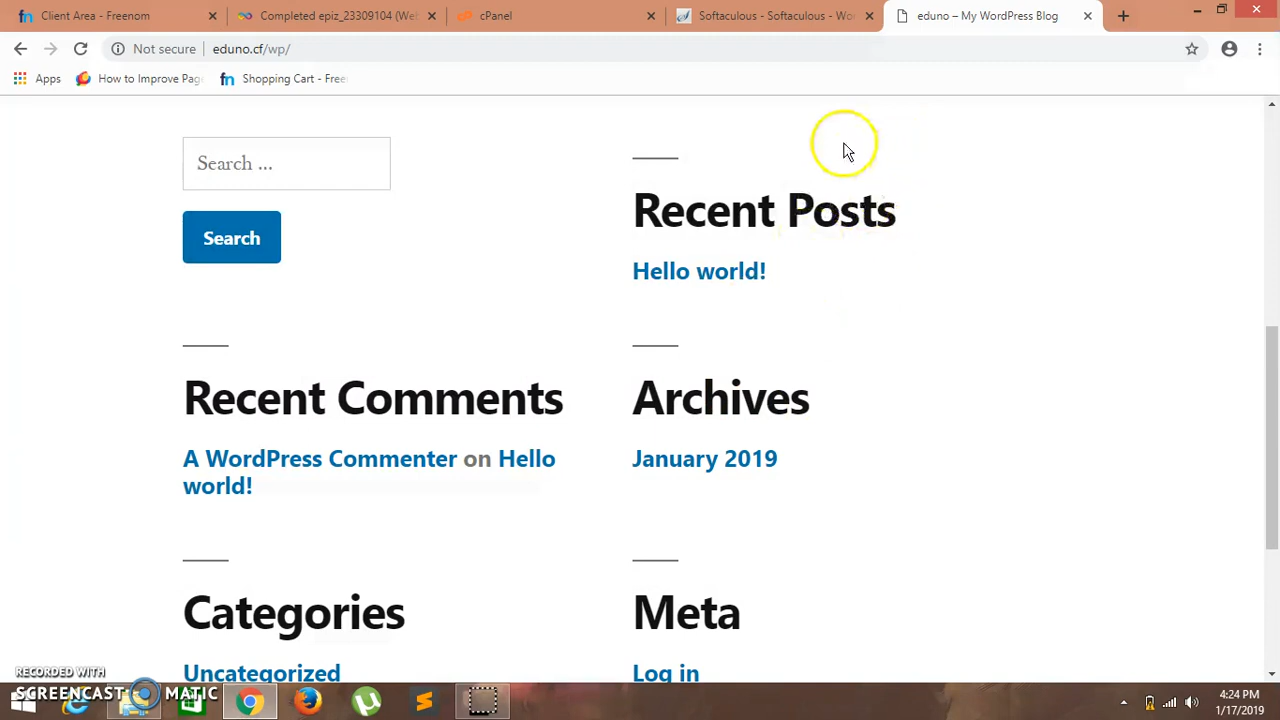 Client Area - Freenom
Completed epiz_23309104 (Web
cPanel
Softaculous - Softaculous - Wor
eduno – My WordPress Blog
Not secure
eduno.cf/wp/
Apps
How to Improve Pag
Shopping Cart - Free
Search ...
Search
Recent Posts
Hello world!
Recent Comments
A WordPress Commenter on Hello
world!
Archives
January 2019
Categories
Uncategorized
Meta
Log in
RECORDED WITH
SCREENCAST MATIC
4:24 PM
1/17/2019